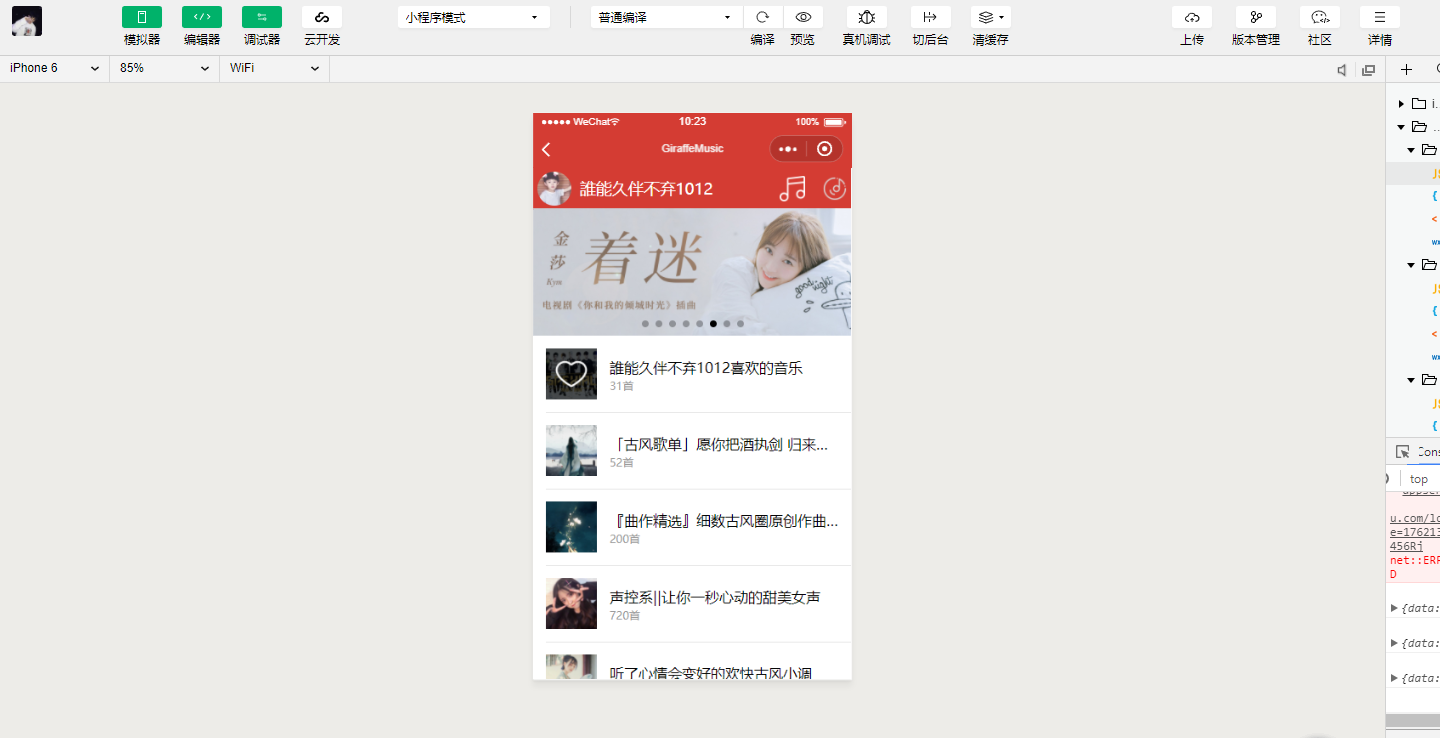 小程序模式
普通编译
模拟器 编辑器 调试器 云开发
编译 预览 真机调试 切后台 清缓存
上传 版本管理 社区 详情
iPhone 6 85% WiFi
WeChat 10:23 100%
GiraffeMusic
誰能久伴不弃1012
金莎
Kym
着迷
good night
电视剧《你和我的倾城时光》插曲
誰能久伴不弃1012喜欢的音乐
31首
「古风歌单」愿你把酒执剑 归来...
52首
『曲作精选』细数古风圈原创作曲...
200首
声控系||让你一秒心动的甜美女声
720首
听了心情会变好的欢快古风小调
i.
..
JS
{
<
wx
JS
{
<
wx
JS
{
Cons
top
u.com/lo
e=176213
456Rj
net::ERR
D
{data:
{data:
{data: